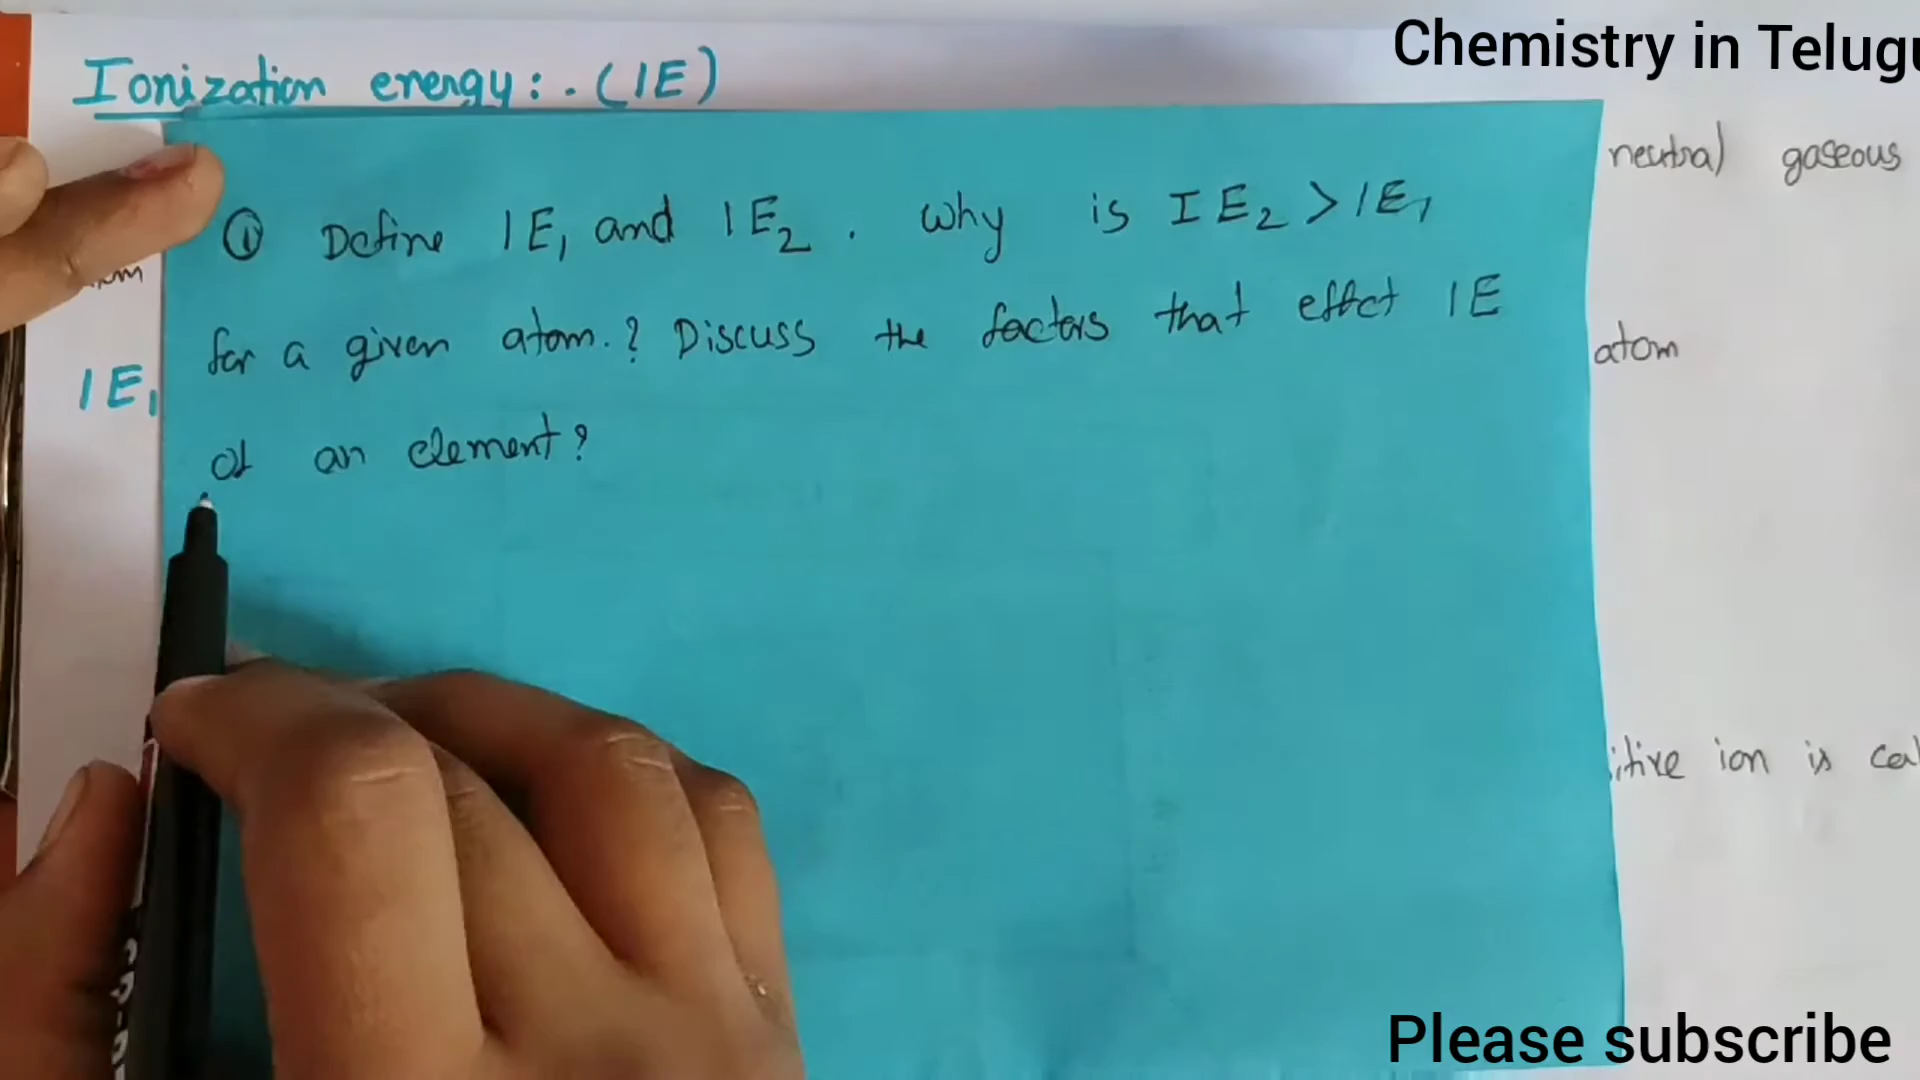 Chemistry in Telugu
Ionization energy:. (IE)
neutral gaseous
① Define IE₁ and IE₂. Why is IE₂ > IE₁
for a given atom.? Discuss the factors that effect IE
of an element?
IE₁
atom
itive ion is cal
Please subscribe